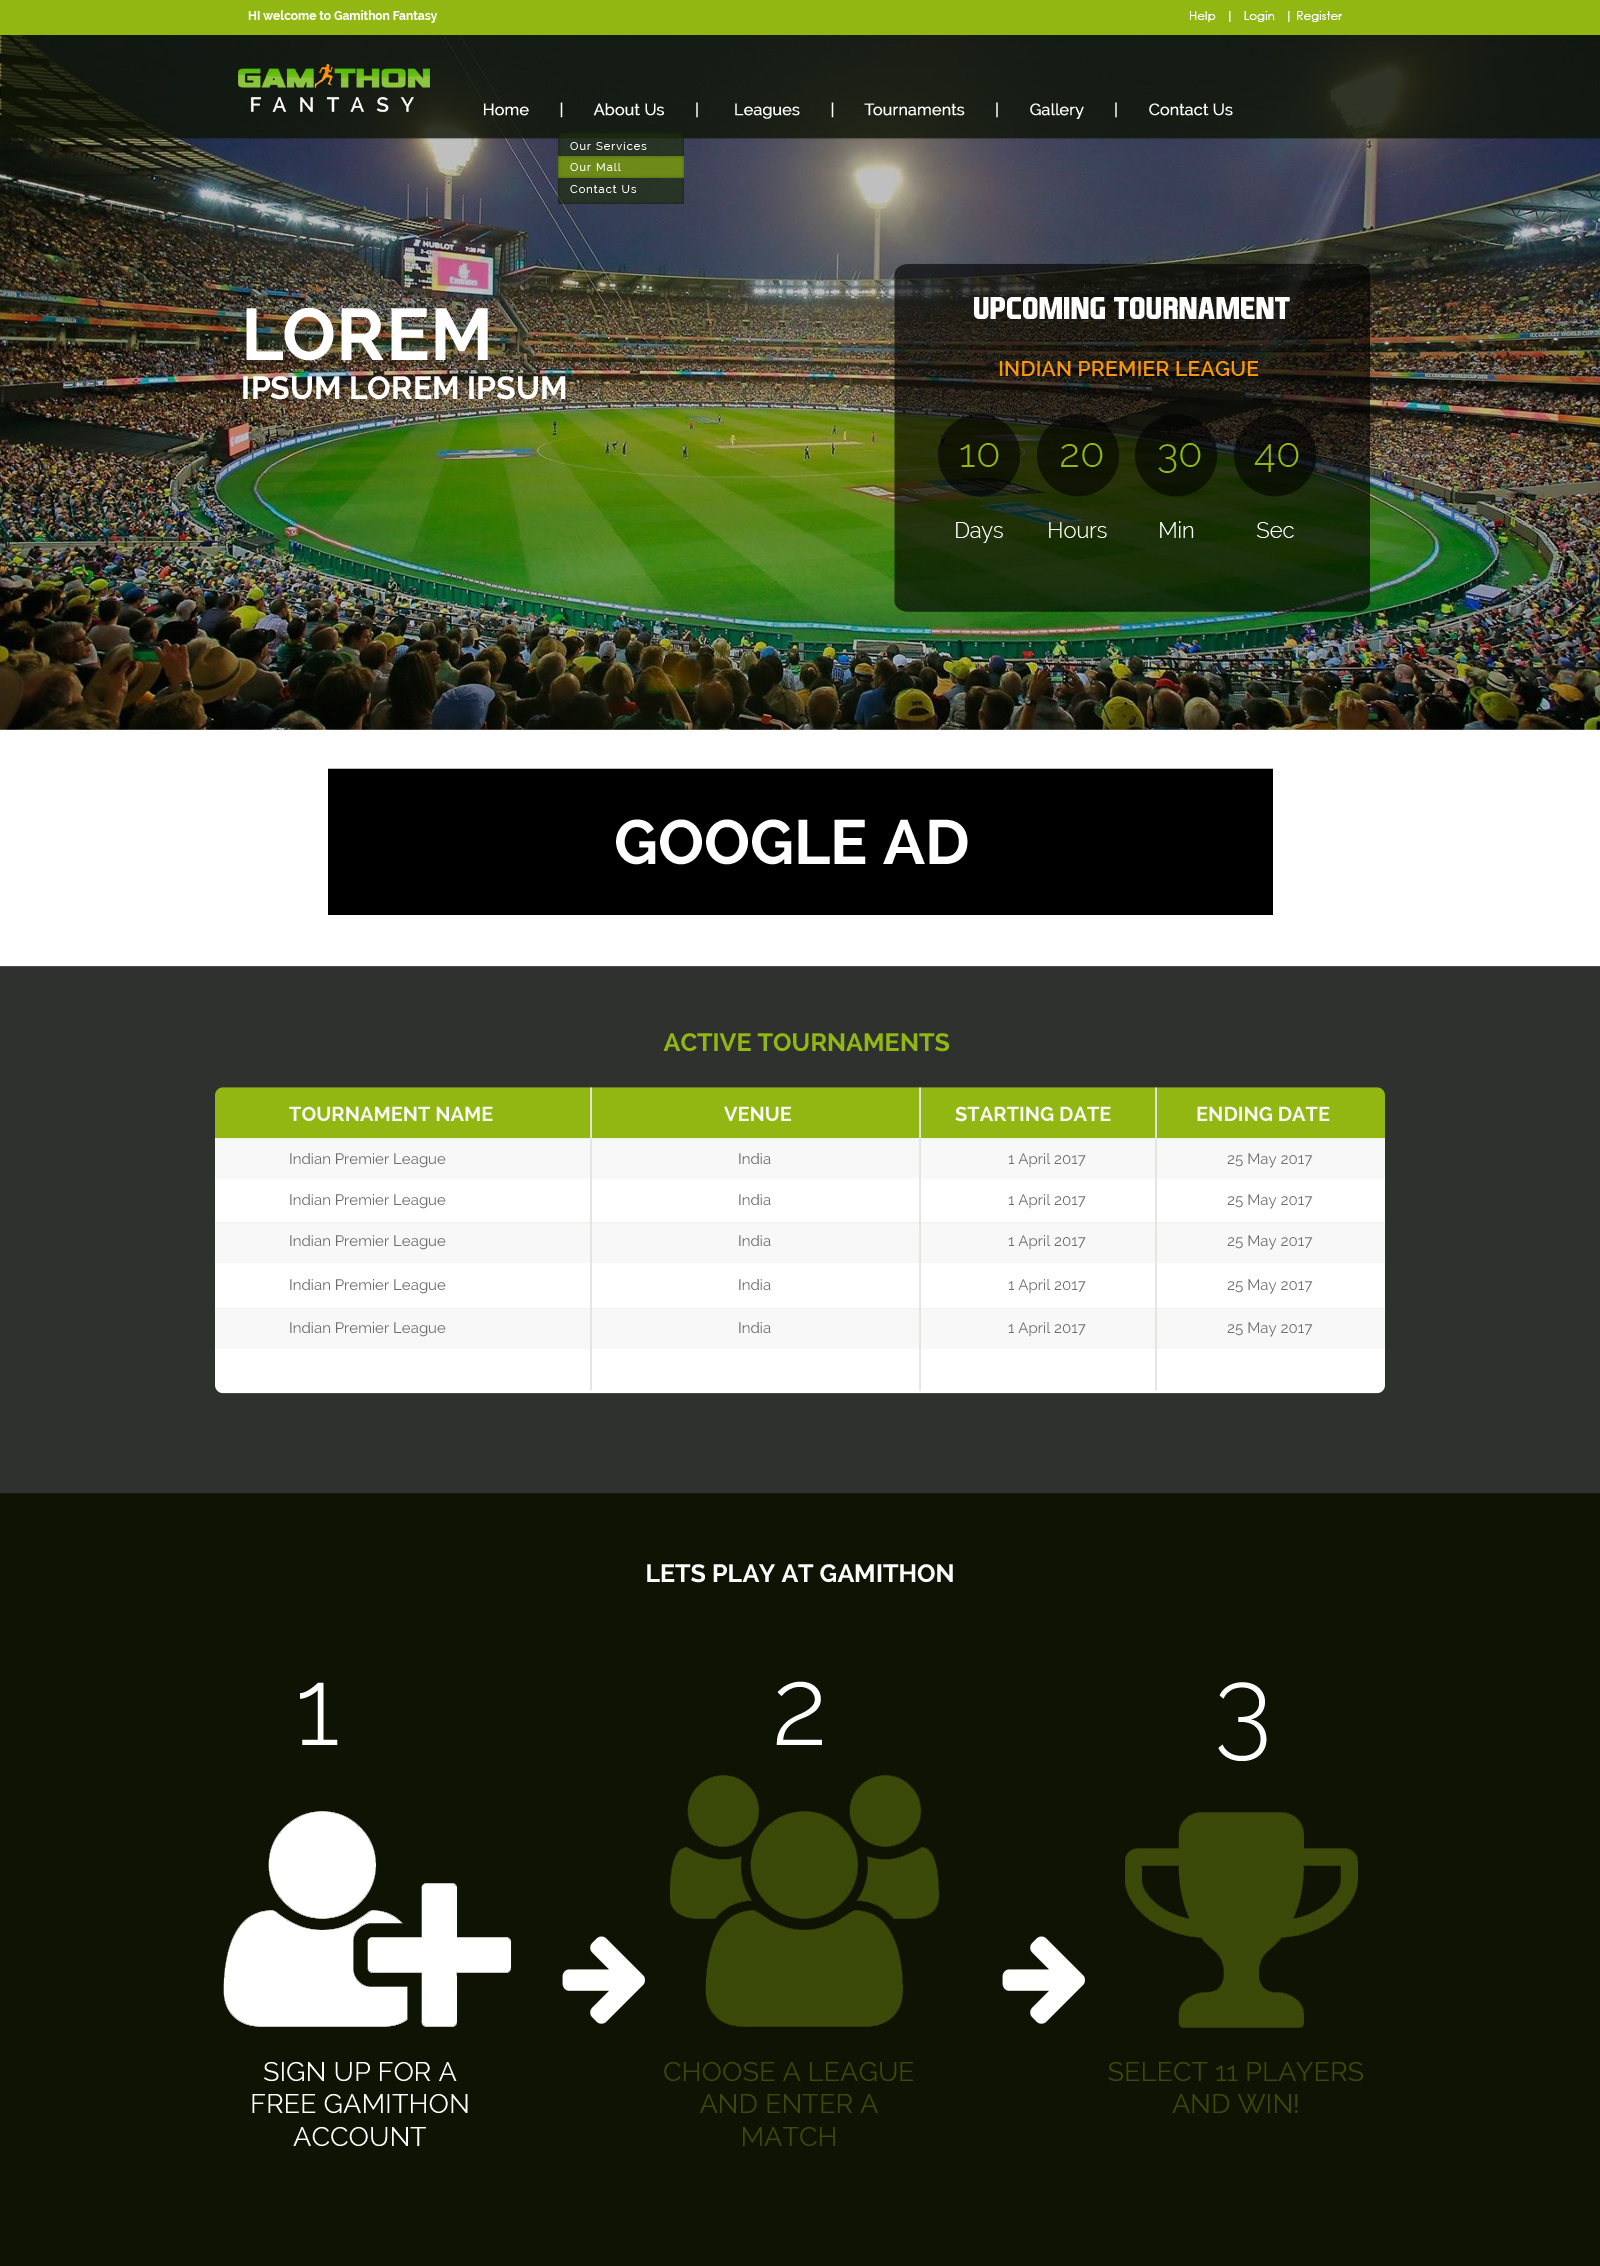 HI welcome to Gamithon Fantasy
Help | Login | Register
GAMITHON
FANTASY
Home | About Us | Leagues | Tournaments | Gallery | Contact Us
Our Services
Our Mall
Contact Us
HUBLOT
Emirates
LOREM
IPSUM LOREM IPSUM
UPCOMING TOURNAMENT
INDIAN PREMIER LEAGUE
10 20 30 40
Days Hours Min Sec
GOOGLE AD
ACTIVE TOURNAMENTS
TOURNAMENT NAME VENUE STARTING DATE ENDING DATE
Indian Premier League India 1 April 2017 25 May 2017
Indian Premier League India 1 April 2017 25 May 2017
Indian Premier League India 1 April 2017 25 May 2017
Indian Premier League India 1 April 2017 25 May 2017
Indian Premier League India 1 April 2017 25 May 2017
LETS PLAY AT GAMITHON
1 2 3
SIGN UP FOR A
FREE GAMITHON
ACCOUNT
CHOOSE A LEAGUE
AND ENTER A
MATCH
SELECT 11 PLAYERS
AND WIN!